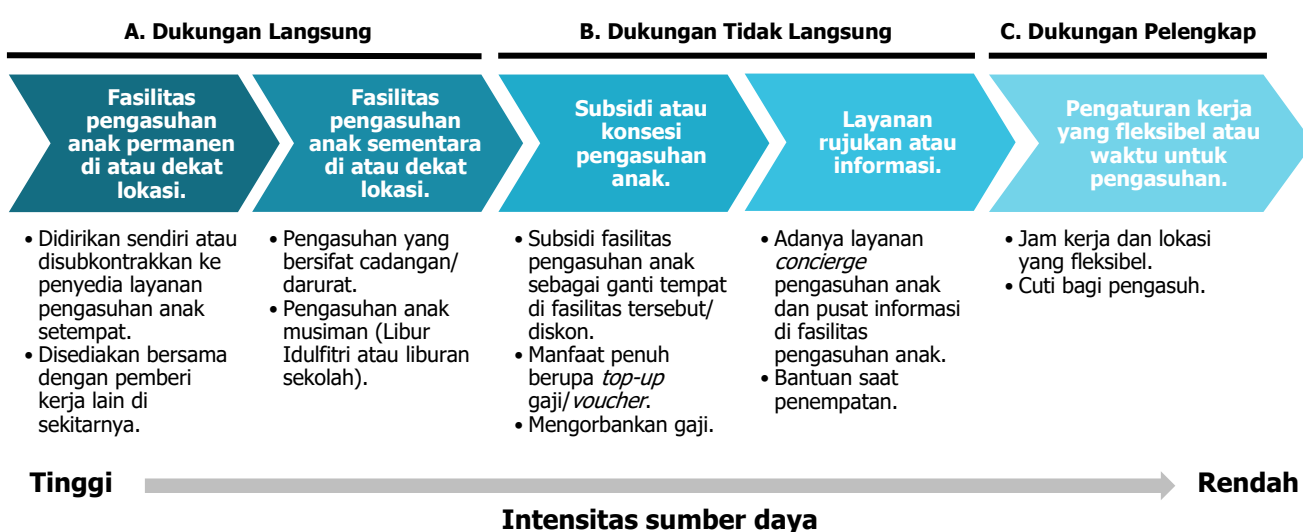 A. Dukungan Langsung
B. Dukungan Tidak Langsung
C. Dukungan Pelengkap
Fasilitas
pengasuhan
anak permanen
di atau dekat
lokasi.
Fasilitas
pengasuhan
anak sementara
di atau dekat
lokasi.
Subsidi atau
konsesi
pengasuhan
anak.
Layanan
rujukan atau
informasi.
Pengaturan kerja
yang fleksibel atau
waktu untuk
pengasuhan.
• Didirikan sendiri atau
disubkontrakkan ke
penyedia layanan
pengasuhan anak
setempat.
• Disediakan bersama
dengan pemberi
kerja lain di
sekitarnya.
• Pengasuhan yang
bersifat cadangan/
darurat.
• Pengasuhan anak
musiman (Libur
Idulfitri atau liburan
sekolah).
• Subsidi fasilitas
pengasuhan anak
sebagai ganti tempat
di fasilitas tersebut/
diskon.
• Manfaat penuh
berupa top-up
gaji/voucher.
• Mengorbankan gaji.
• Adanya layanan
concierge
pengasuhan anak
dan pusat informasi
di fasilitas
pengasuhan anak.
• Bantuan saat
penempatan.
• Jam kerja dan lokasi
yang fleksibel.
• Cuti bagi pengasuh.
Tinggi
Rendah
Intensitas sumber daya